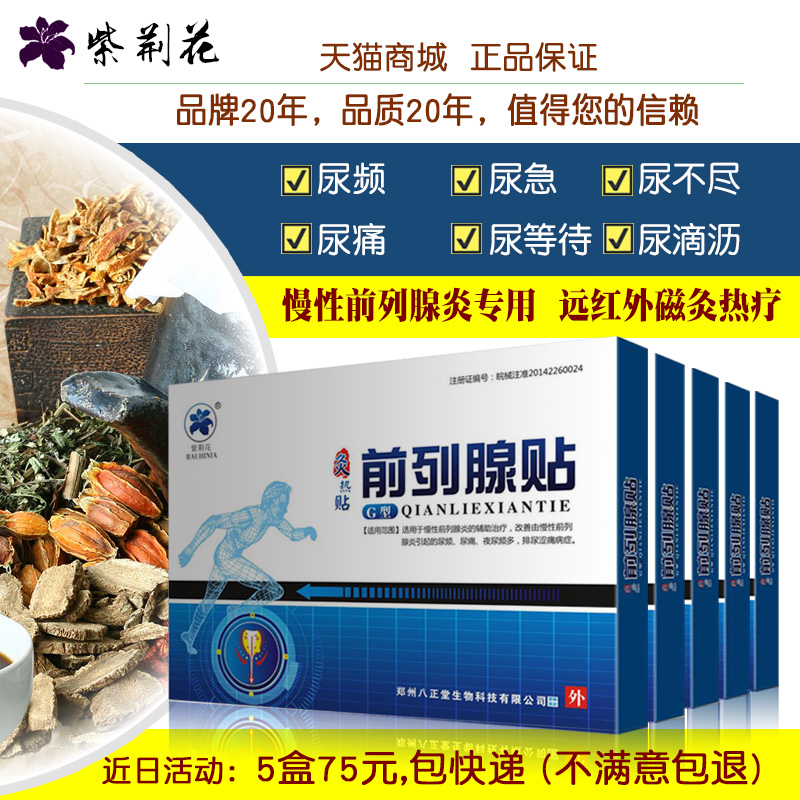 紫荆花
天猫商城 正品保证
品牌20年，品质20年，值得您的信赖
尿频 尿急 尿不尽
尿痛 尿等待 尿滴沥
慢性前列腺炎专用 远红外磁灸热疗
注册证编号：皖械注准20142260024
紫荆花
BAUHINIA
®
灸热贴
前列腺贴
G型 QIANLIEXIANTIE
【适用范围】适用于慢性前列腺炎的辅助治疗，改善由慢性前列
腺炎引起的尿频、尿痛、夜尿频多，排尿涩痛病症。
郑州八正堂生物科技有限公司
外
前列腺贴
前列腺贴
前列腺贴
前列腺贴
前列腺贴
近日活动：5盒75元,包快递 (不满意包退)